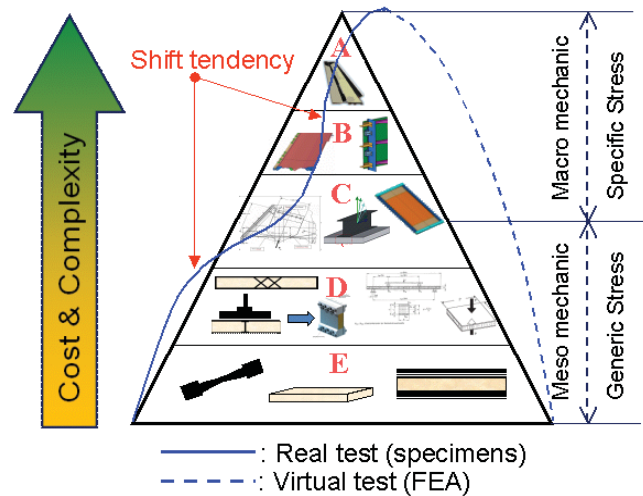 Cost & Complexity
Shift tendency
A
B
C
D
E
Macro mechanic
Specific Stress
Meso mechanic
Generic Stress
: Real test (specimens)
: Virtual test (FEA)